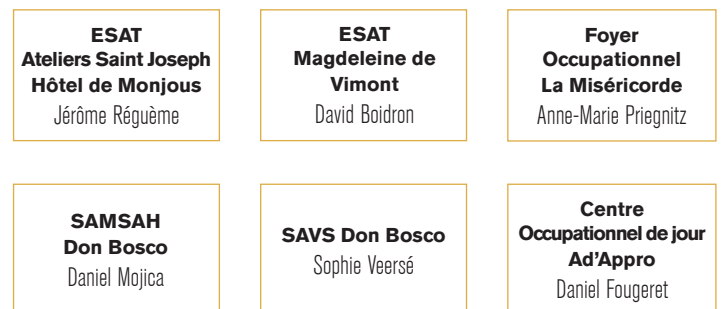 ESAT
Ateliers Saint Joseph
Hôtel de Monjous
Jérôme Réguème
ESAT
Magdeleine de
Vimont
David Boidron
Foyer
Occupationnel
La Miséricorde
Anne-Marie Priegnitz
SAMSAH
Don Bosco
Daniel Mojica
SAVS Don Bosco
Sophie Veersé
Centre
Occupationnel de jour
Ad'Appro
Daniel Fougeret